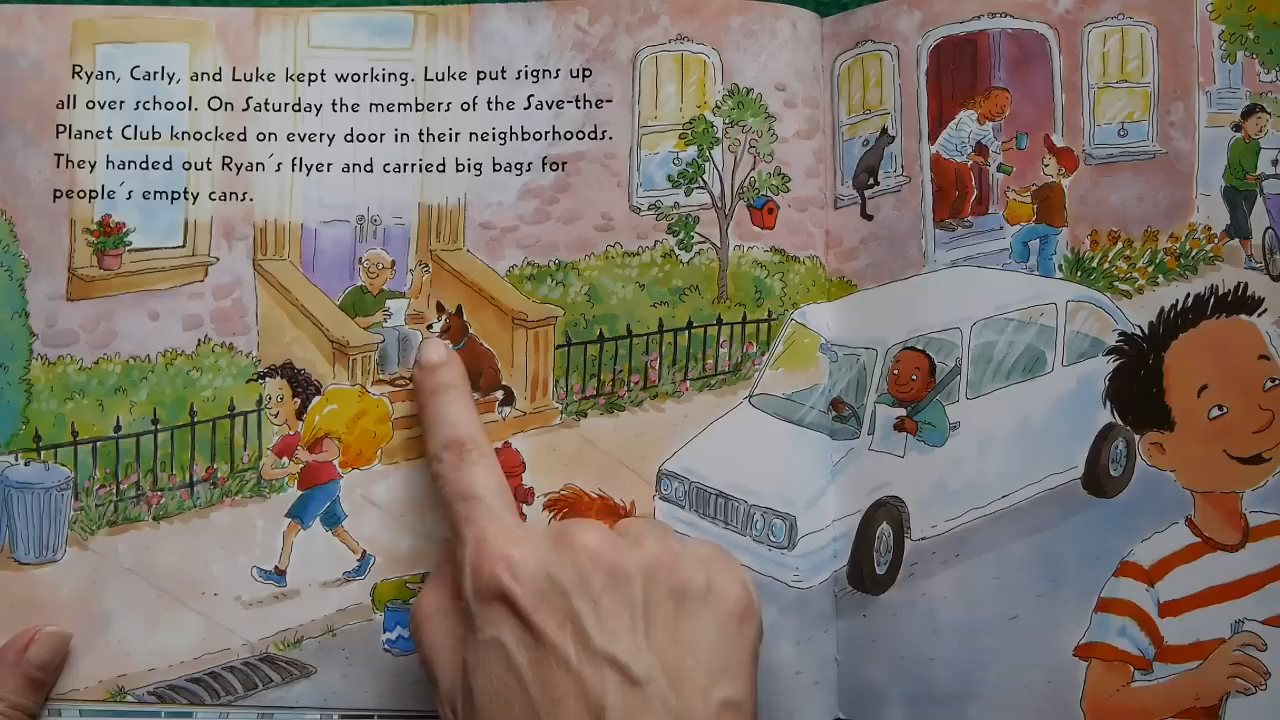 Ryan, Carly, and Luke kept working. Luke put signs up
all over school. On Saturday the members of the Save-the-
Planet Club knocked on every door in their neighborhoods.
They handed out Ryan's flyer and carried big bags for
people's empty cans.